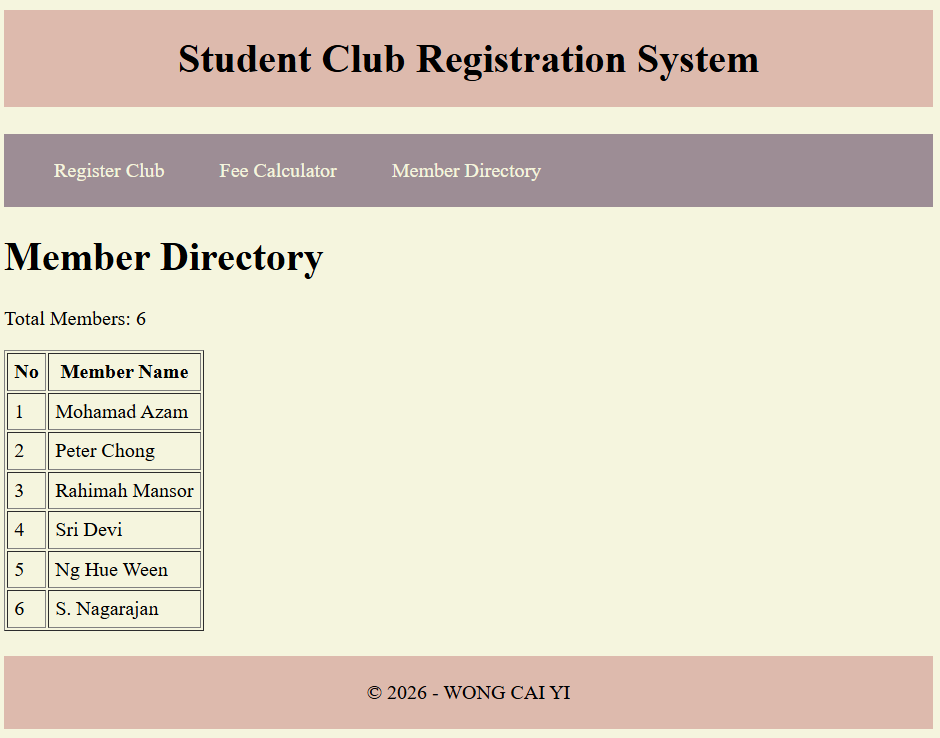 Student Club Registration System
Register Club Fee Calculator Member Directory
Member Directory
Total Members: 6
No Member Name
1 Mohamad Azam
2 Peter Chong
3 Rahimah Mansor
4 Sri Devi
5 Ng Hue Ween
6 S. Nagarajan
© 2026 - WONG CAI YI